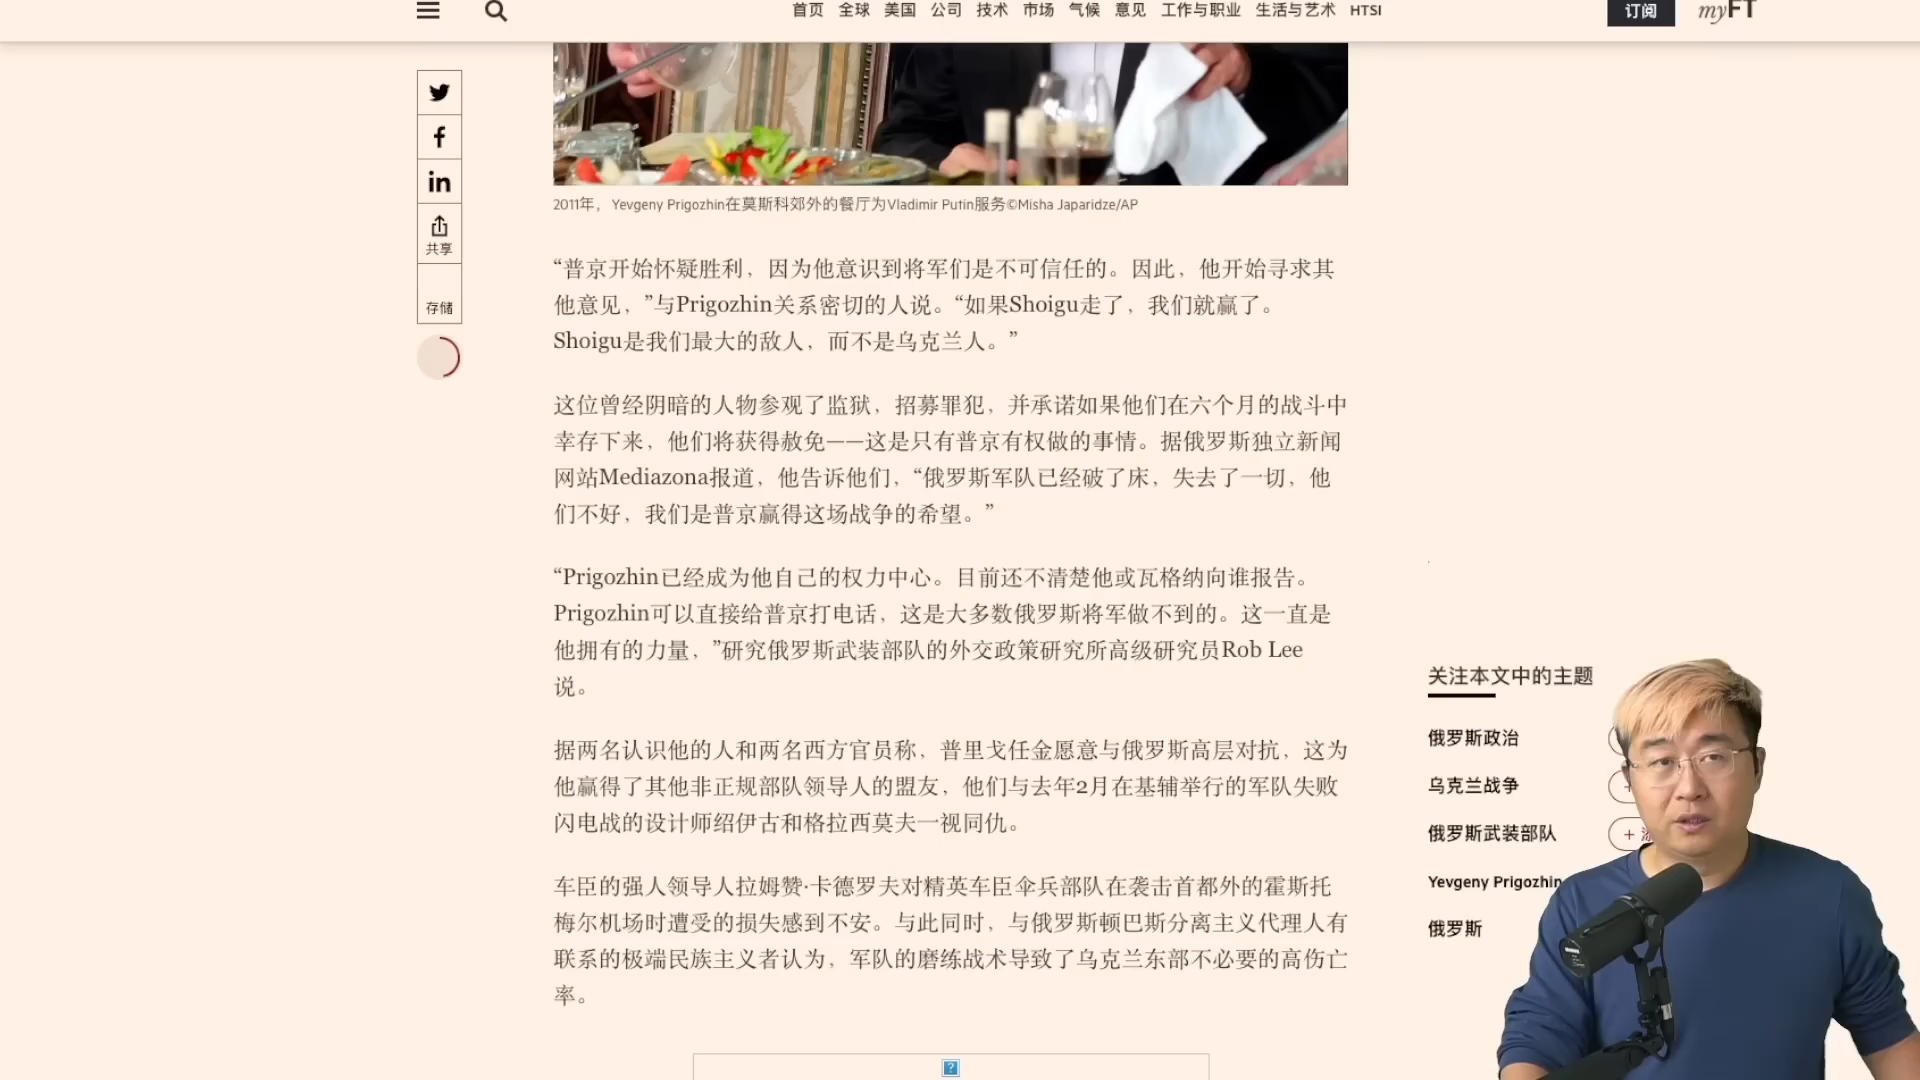 首页 全球 美国 公司 技术 市场 气候 意见 工作与职业 生活与艺术 HTSI
订阅 myFT
共享
存储
2011年，Yevgeny Prigozhin在莫斯科郊外的餐厅为Vladimir Putin服务©Misha Japaridze/AP
“普京开始怀疑胜利，因为他意识到将军们是不可信任的。因此，他开始寻求其
他意见，”与Prigozhin关系密切的人说。“如果Shoigu走了，我们就赢了。
Shoigu是我们最大的敌人，而不是乌克兰人。”
这位曾经阴暗的人物参观了监狱，招募罪犯，并承诺如果他们在六个月的战斗中
幸存下来，他们将获得赦免——这是只有普京有权做的事情。据俄罗斯独立新闻
网站Mediazona报道，他告诉他们，“俄罗斯军队已经破了床，失去了一切，他
们不好，我们是普京赢得这场战争的希望。”
“Prigozhin已经成为他自己的权力中心。目前还不清楚他或瓦格纳向谁报告。
Prigozhin可以直接给普京打电话，这是大多数俄罗斯将军做不到的。这一直是
他拥有的力量，”研究俄罗斯武装部队的外交政策研究所高级研究员Rob Lee
说。
据两名认识他的人和两名西方官员称，普里戈任金愿意与俄罗斯高层对抗，这为
他赢得了其他非正规部队领导人的盟友，他们与去年2月在基辅举行的军队失败
闪电战的设计师绍伊古和格拉西莫夫一视同仇。
车臣的强人领导人拉姆赞·卡德罗夫对精英车臣伞兵部队在袭击首都外的霍斯托
梅尔机场时遭受的损失感到不安。与此同时，与俄罗斯顿巴斯分离主义代理人有
联系的极端民族主义者认为，军队的磨练战术导致了乌克兰东部不必要的高伤亡
率。
关注本文中的主题
俄罗斯政治
乌克兰战争
俄罗斯武装部队
Yevgeny Prigozhin
俄罗斯